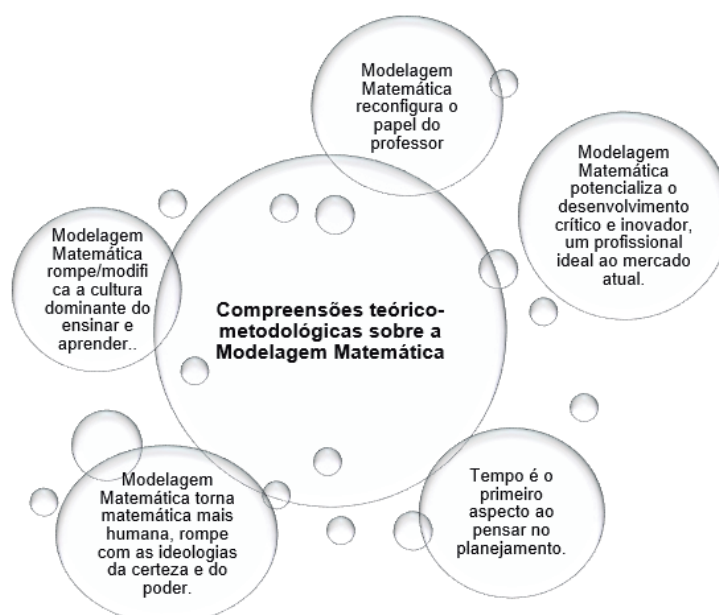 Modelagem
Matemática
reconfigura o
papel do
professor
Modelagem
Matemática
potencializa o
desenvolvimento
crítico e inovador,
um profissional
ideal ao mercado
atual.
Modelagem
Matemática
rompe/modifi
ca a cultura
dominante do
ensinar e
aprender..
Compreensões teórico-
metodológicas sobre a
Modelagem Matemática
Modelagem
Matemática torna
matemática mais
humana, rompe
com as ideologias
da certeza e do
poder.
Tempo é o
primeiro
aspecto ao
pensar no
planejamento.